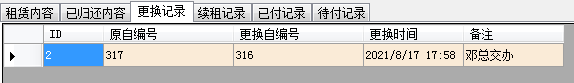 租赁内容 已归还内容 更换记录 续租记录 已付记录 待付记录
ID 原自编号 更换自编号 更换时间 备注
2 317 316 2021/8/17 17:58 邓总交办